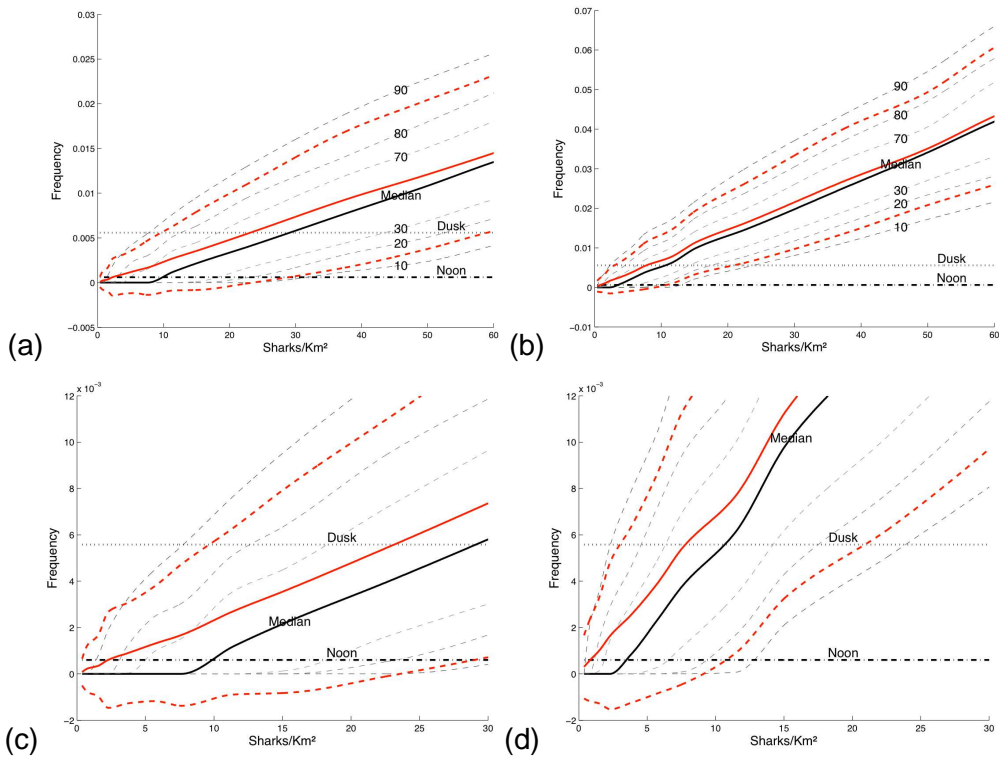 0.03
0.025
0.02
0.015
0.01
0.005
0
−0.005
Frequency
90
80
70
Median
30
Dusk
20
10
Noon
0 10 20 30 40 50 60
Sharks/Km²
(a)
0.07
0.06
0.05
0.04
0.03
0.02
0.01
0
−0.01
Frequency
90
80
70
Median
30
20
10
Dusk
Noon
0 10 20 30 40 50 60
Sharks/Km²
(b)
x 10⁻³
12
10
8
6
4
2
0
−2
Frequency
Dusk
Median
Noon
0 5 10 15 20 25 30
Sharks/Km²
(c)
x 10⁻³
12
10
8
6
4
2
0
−2
Frequency
Median
Dusk
Noon
0 5 10 15 20 25 30
Sharks/Km²
(d)